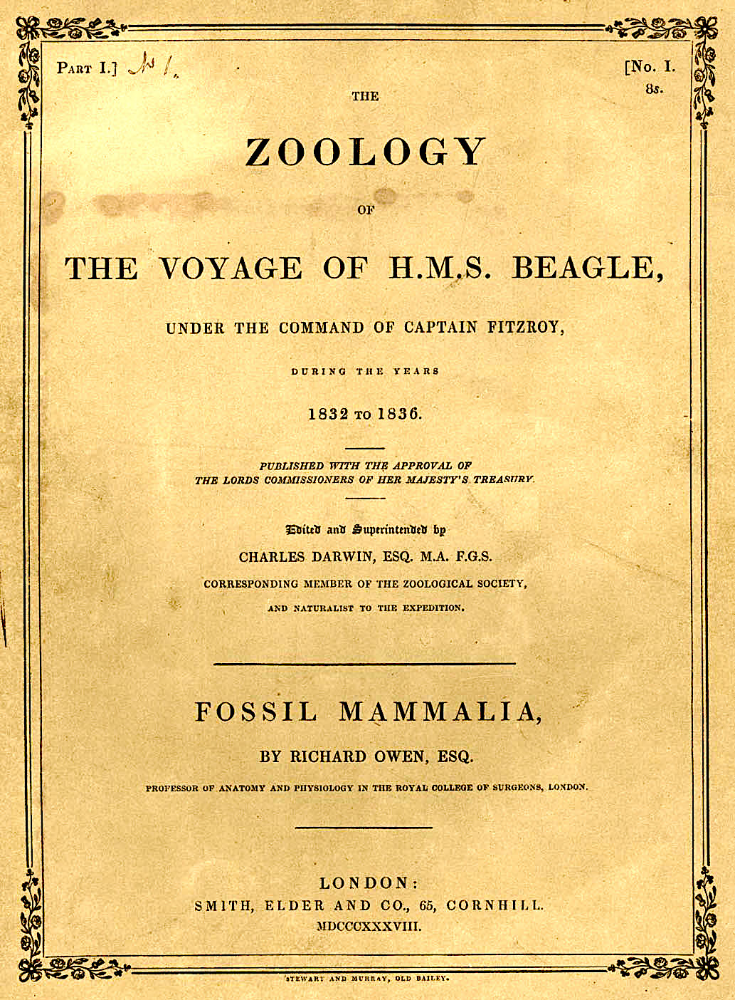 PART I.] No 1.
[No. I.
8s.
THE
ZOOLOGY
OF
THE VOYAGE OF H.M.S. BEAGLE,
UNDER THE COMMAND OF CAPTAIN FITZROY,
DURING THE YEARS
1832 TO 1836.
PUBLISHED WITH THE APPROVAL OF
THE LORDS COMMISSIONERS OF HER MAJESTY'S TREASURY.
Edited and Superintended by
CHARLES DARWIN, ESQ. M.A. F.G.S.
CORRESPONDING MEMBER OF THE ZOOLOGICAL SOCIETY,
AND NATURALIST TO THE EXPEDITION.
FOSSIL MAMMALIA,
BY RICHARD OWEN, ESQ.
PROFESSOR OF ANATOMY AND PHYSIOLOGY IN THE ROYAL COLLEGE OF SURGEONS, LONDON.
LONDON:
SMITH, ELDER AND CO., 65, CORNHILL.
MDCCCXXXVIII.
STEWART AND MURRAY, OLD BAILEY.